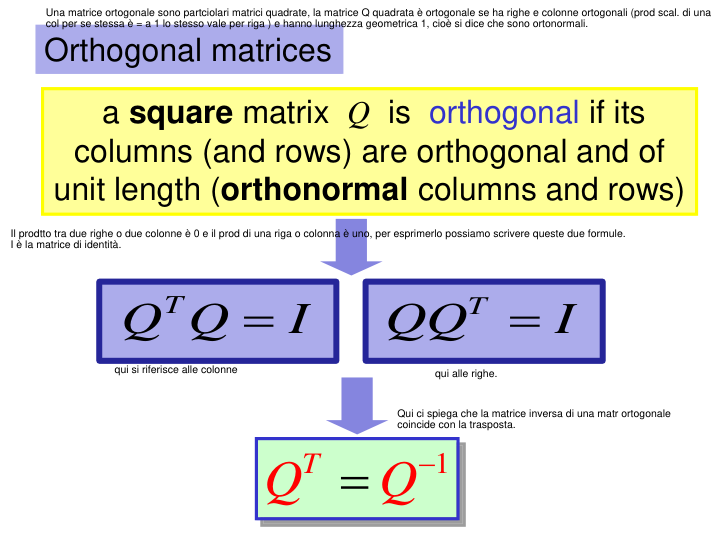 Una matrice ortogonale sono partciolari matrici quadrate, la matrice Q quadrata è ortogonale se ha righe e colonne ortogonali (prod scal. di una
col per se stessa è = a 1 lo stesso vale per riga ) e hanno lunghezza geometrica 1, cioè si dice che sono ortonormali.
Orthogonal matrices
a square matrix Q is orthogonal if its
columns (and rows) are orthogonal and of
unit length (orthonormal columns and rows)
Il prodtto tra due righe o due colonne è 0 e il prod di una riga o colonna è uno, per esprimerlo possiamo scrivere queste due formule.
I è la matrice di identità.
Q^T Q = I
QQ^T = I
qui si riferisce alle colonne
qui alle righe.
Qui ci spiega che la matrice inversa di una matr ortogonale
coincide con la trasposta.
Q^T = Q^−1